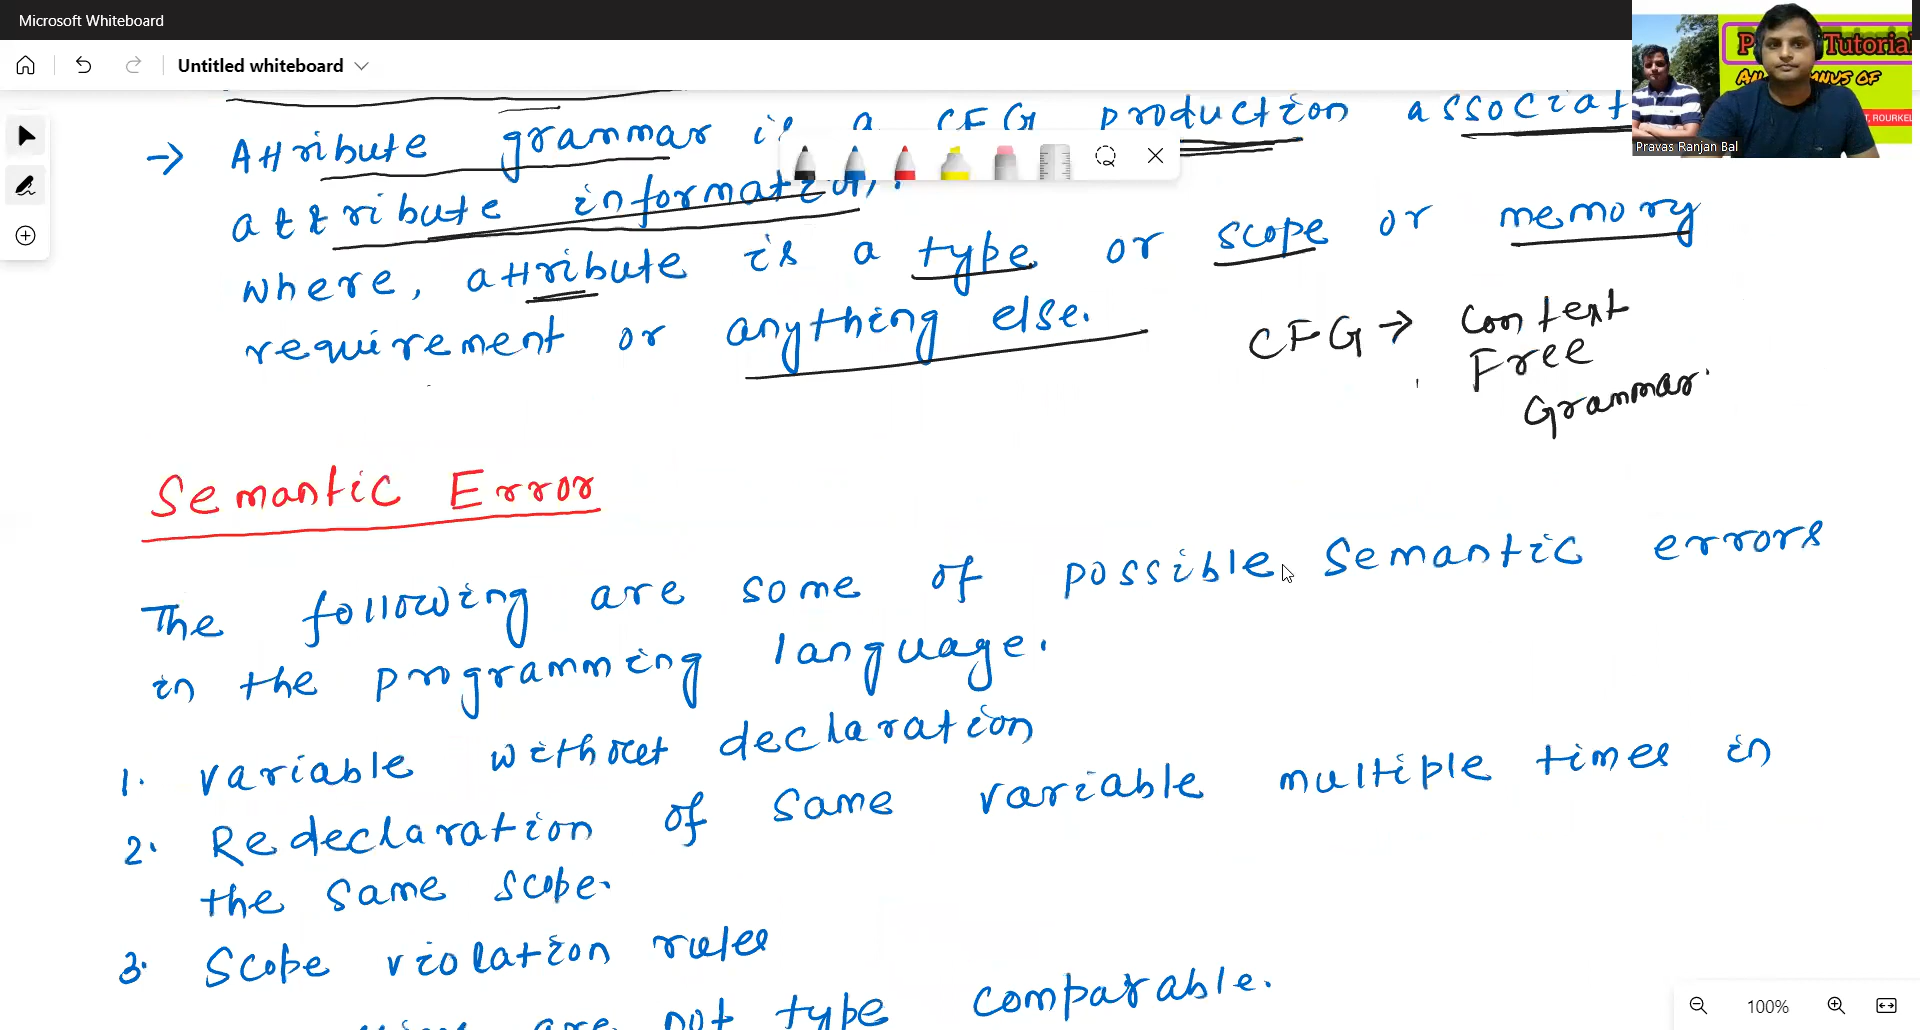 Microsoft Whiteboard
Untitled whiteboard
→ Attribute grammar is a CFG production associat
attribute information.
where, attribute is a type or scope or memory
requirement or anything else.
CFG → Context
Free
Grammar.
Semantic Error
The following are some of possible semantic errors
in the programming language.
1. variable without declaration
2. Redeclaration of same variable multiple times in
the same scope.
3. Scope violation rules
are not type comparable.
Tutorial
Pravas Ranjan Bal
100%